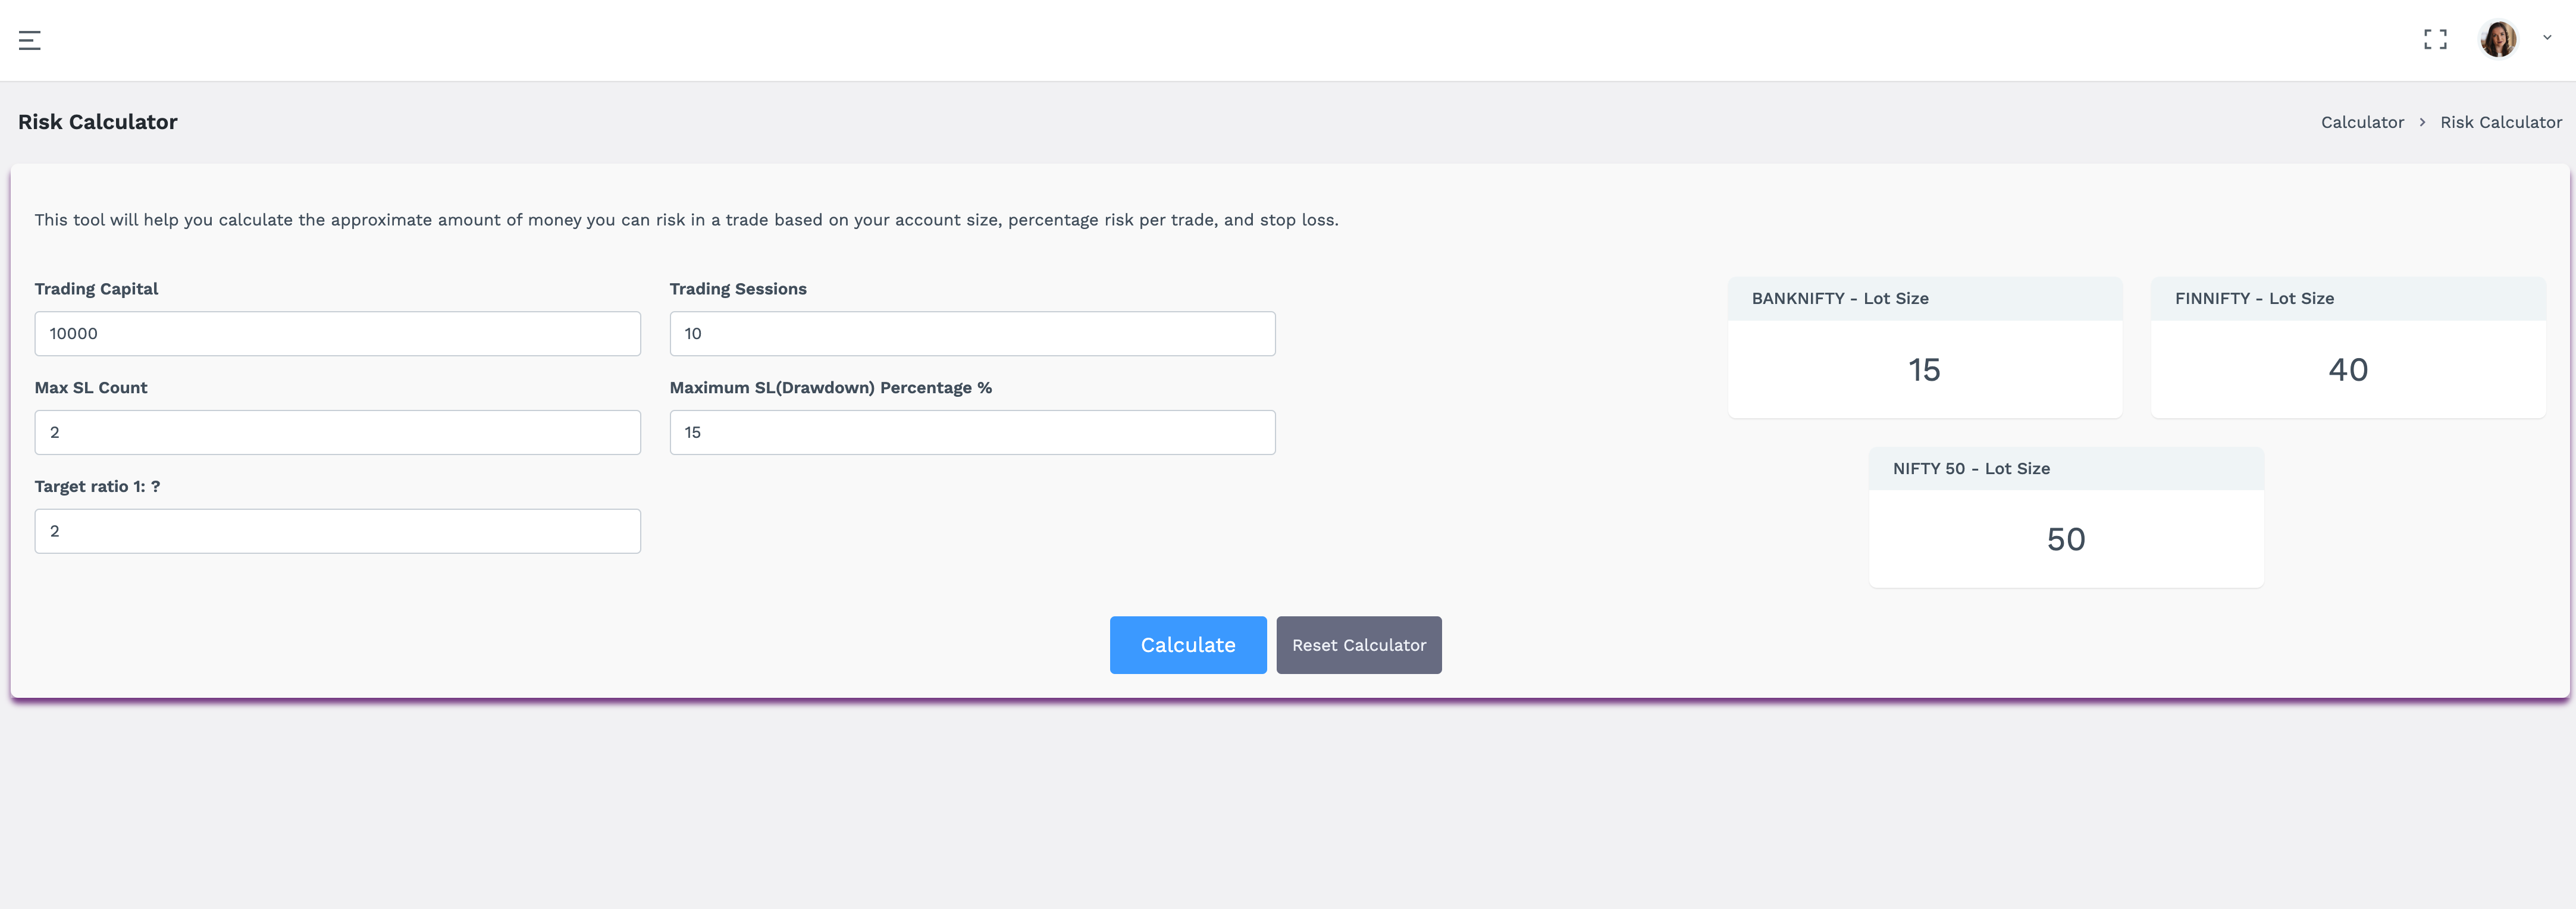 Risk Calculator
Calculator > Risk Calculator
This tool will help you calculate the approximate amount of money you can risk in a trade based on your account size, percentage risk per trade, and stop loss.
Trading Capital
10000
Trading Sessions
10
Max SL Count
2
Maximum SL(Drawdown) Percentage %
15
Target ratio 1: ?
2
BANKNIFTY - Lot Size
15
FINNIFTY - Lot Size
40
NIFTY 50 - Lot Size
50
Calculate
Reset Calculator